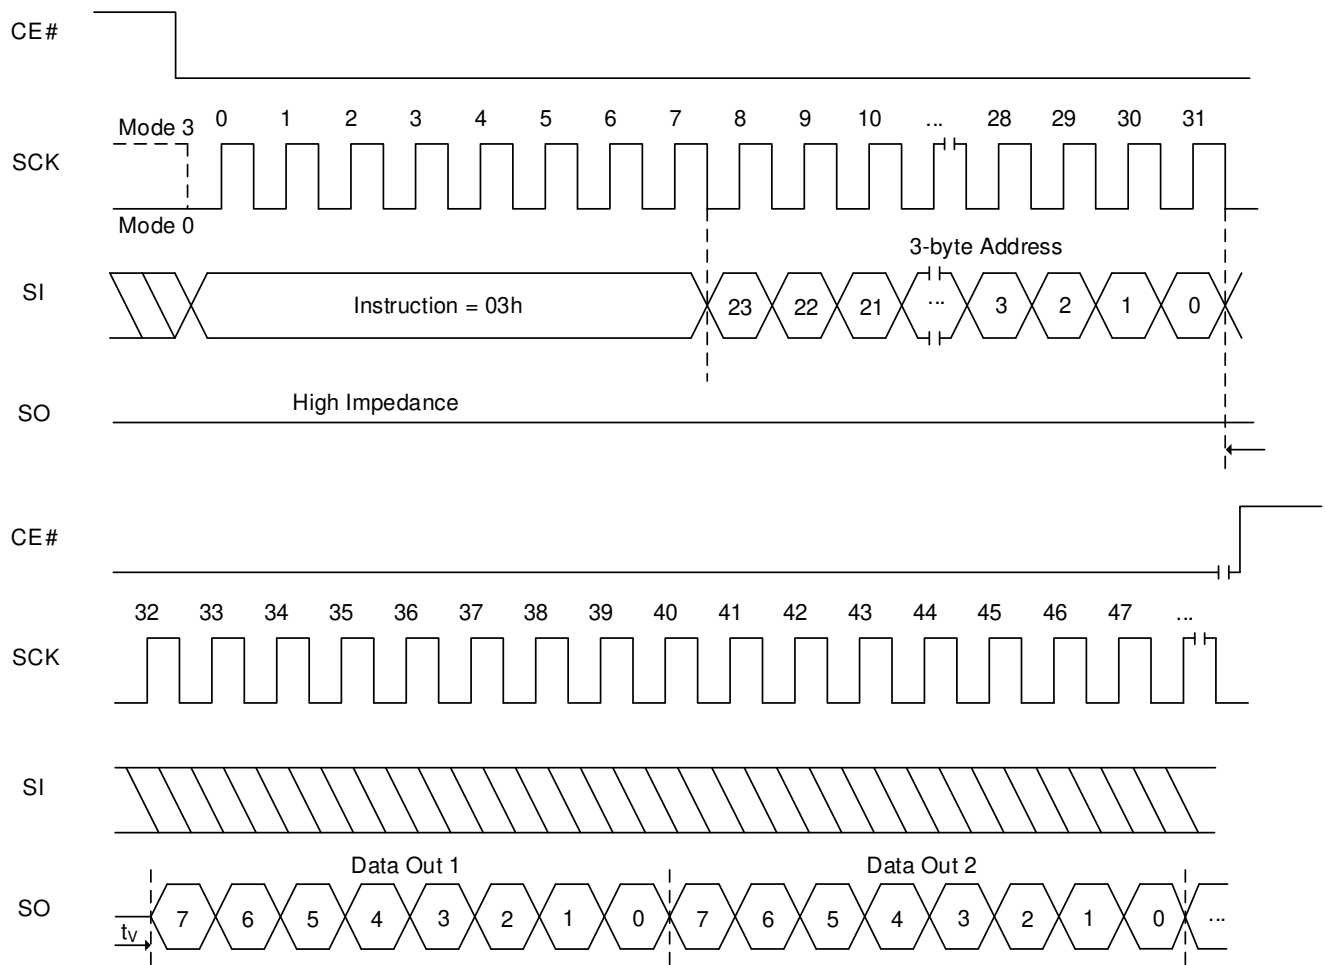 CE#
Mode 3 0 1 2 3 4 5 6 7 8 9 10 ... 28 29 30 31
SCK
Mode 0
3-byte Address
SI Instruction = 03h 23 22 21 ... 3 2 1 0
SO High Impedance
CE#
32 33 34 35 36 37 38 39 40 41 42 43 44 45 46 47 ...
SCK
SI
Data Out 1 Data Out 2
SO 7 6 5 4 3 2 1 0 7 6 5 4 3 2 1 0 ...
tV